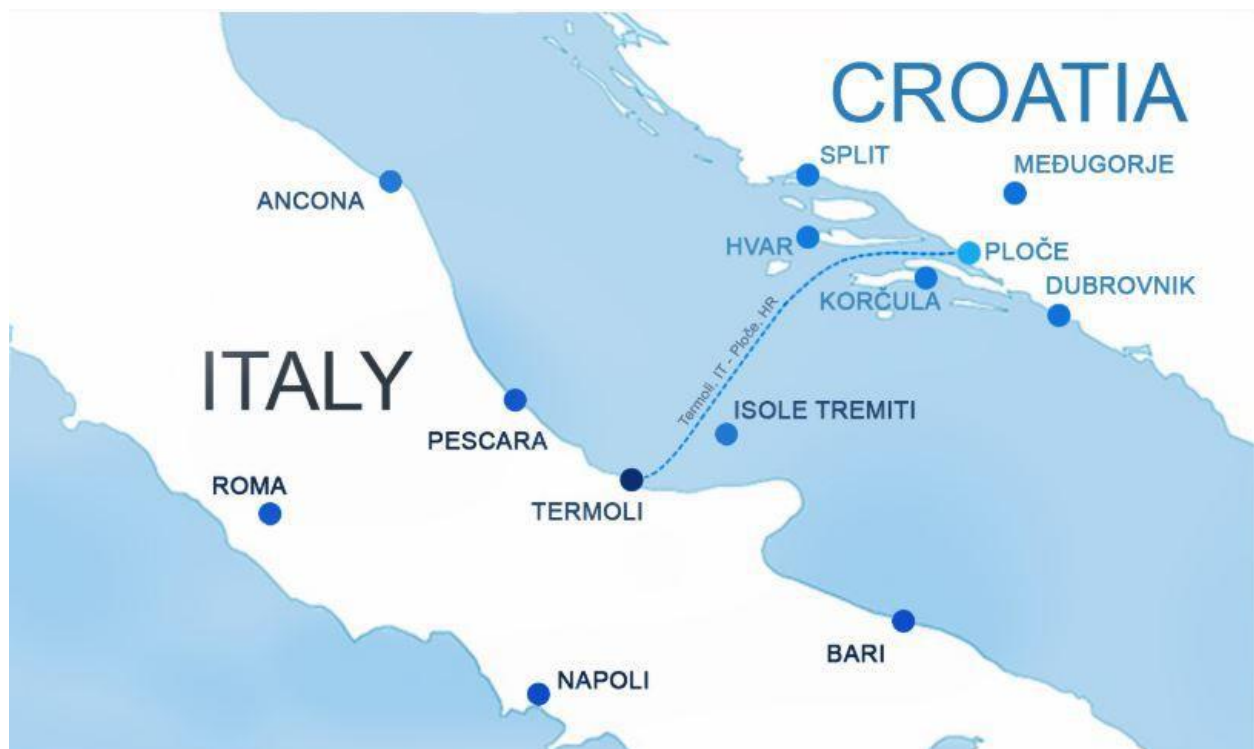 CROATIA
SPLIT
MEĐUGORJE
ANCONA
HVAR
PLOČE
KORČULA
DUBROVNIK
Termoli, IT - Ploče, HR
ITALY
ISOLE TREMITI
PESCARA
ROMA
TERMOLI
BARI
NAPOLI